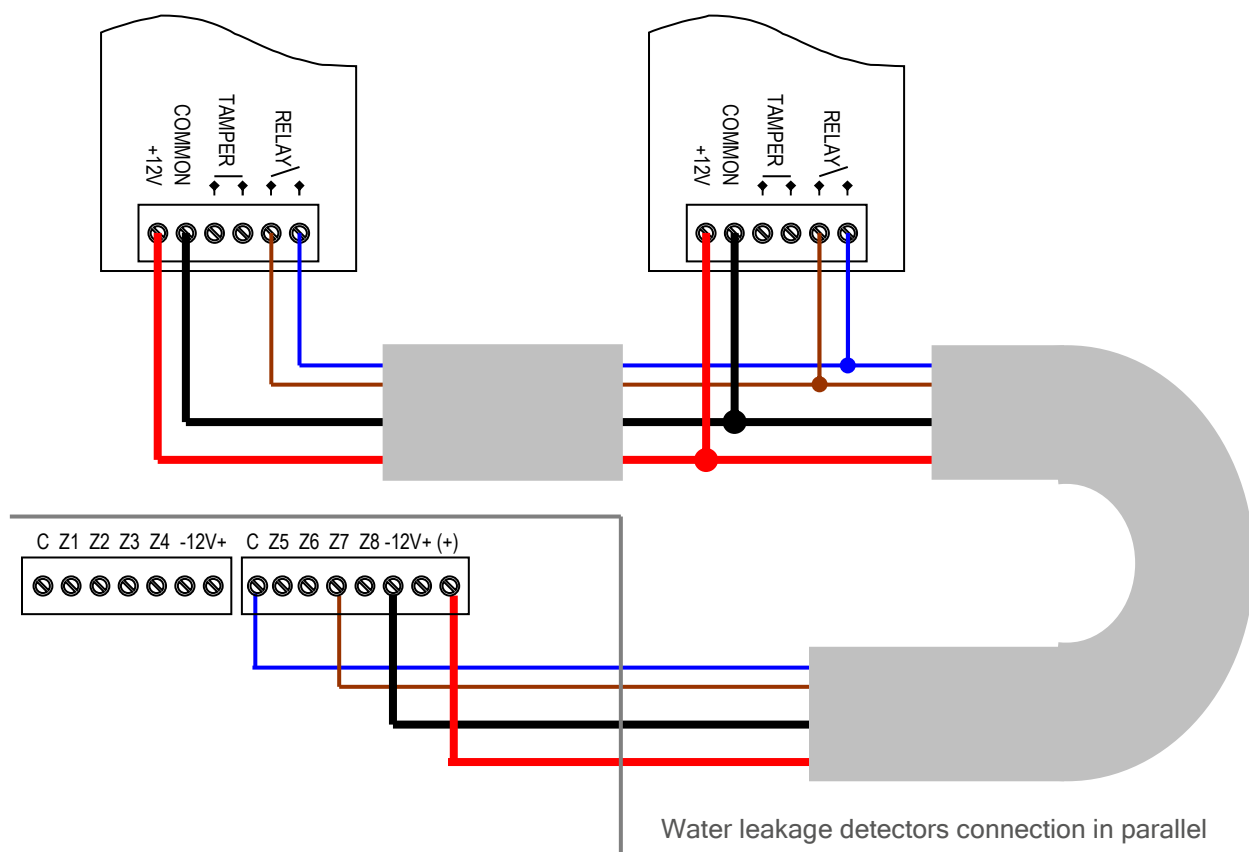 +12V COMMON TAMPER RELAY
+12V COMMON TAMPER RELAY
C Z1 Z2 Z3 Z4 -12V+ C Z5 Z6 Z7 Z8 -12V+ (+)
Water leakage detectors connection in parallel